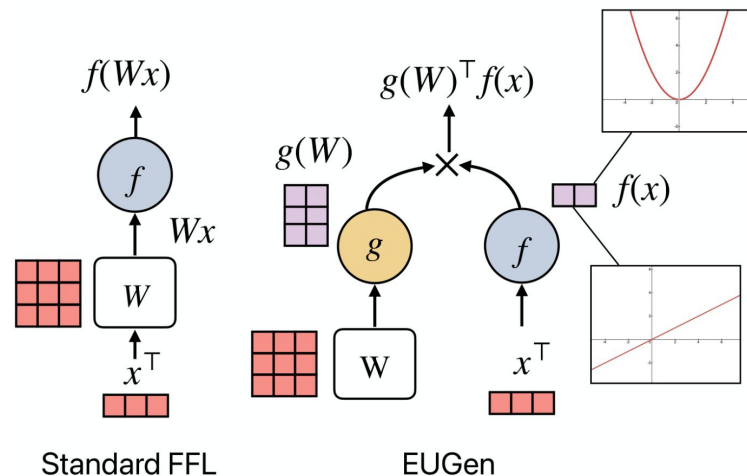 f(Wx)
f
Wx
W
x⊤
Standard FFL
g(W)⊤f(x)
g(W)
×
g
f
f(x)
W
x⊤
EUGen